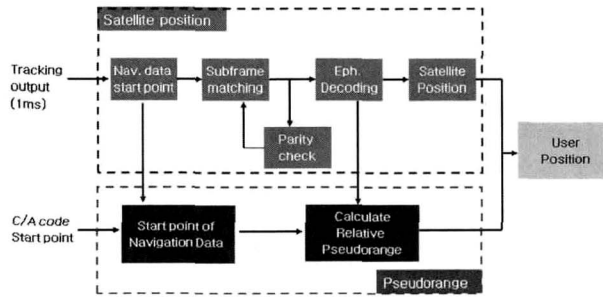 Satellite position
Tracking
output
(1ms)
Nav. data
start point
Subframe
matching
Eph.
Decoding
Satellite
Position
Parity
check
User
Position
C/A code
Start point
Start point of
Navigation Data
Calculate
Relative
Pseudorange
Pseudorange